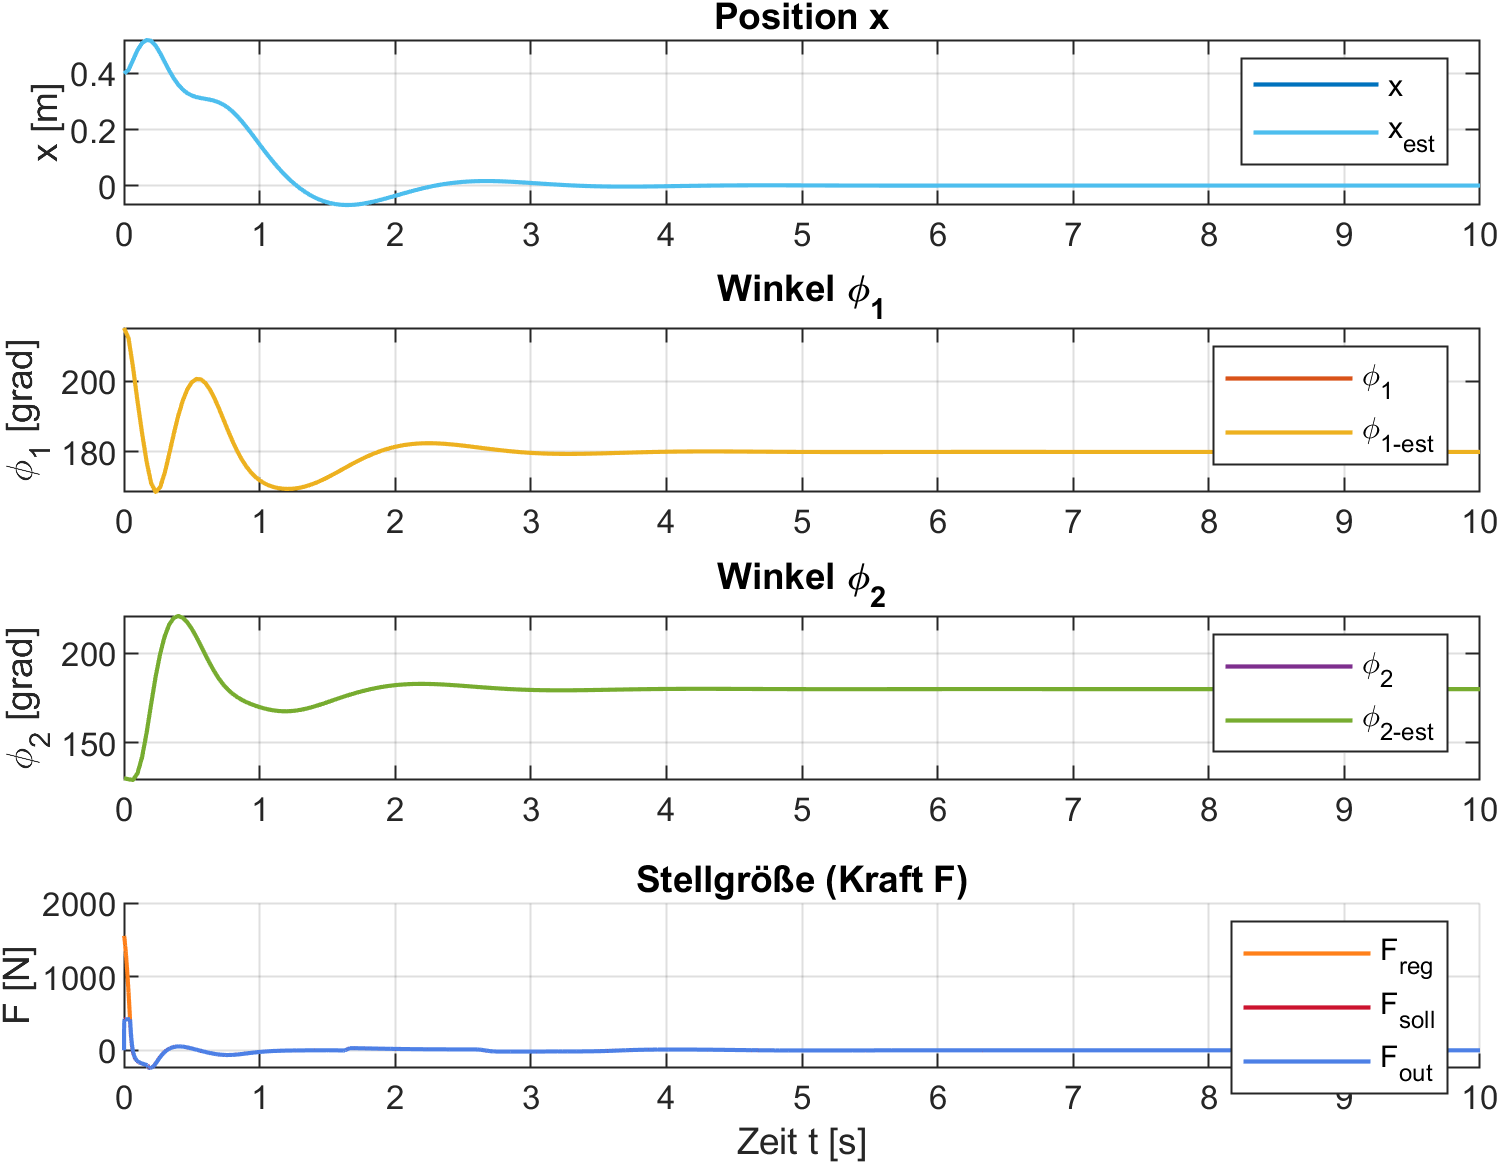 Position x
x [m]
0.4
0.2
0
x
x_est
0 1 2 3 4 5 6 7 8 9 10
Winkel ϕ_1
ϕ_1 [grad]
200
180
ϕ_1
ϕ_1-est
0 1 2 3 4 5 6 7 8 9 10
Winkel ϕ_2
ϕ_2 [grad]
200
150
ϕ_2
ϕ_2-est
0 1 2 3 4 5 6 7 8 9 10
Stellgröße (Kraft F)
F [N]
2000
1000
0
F_reg
F_soll
F_out
0 1 2 3 4 5 6 7 8 9 10
Zeit t [s]